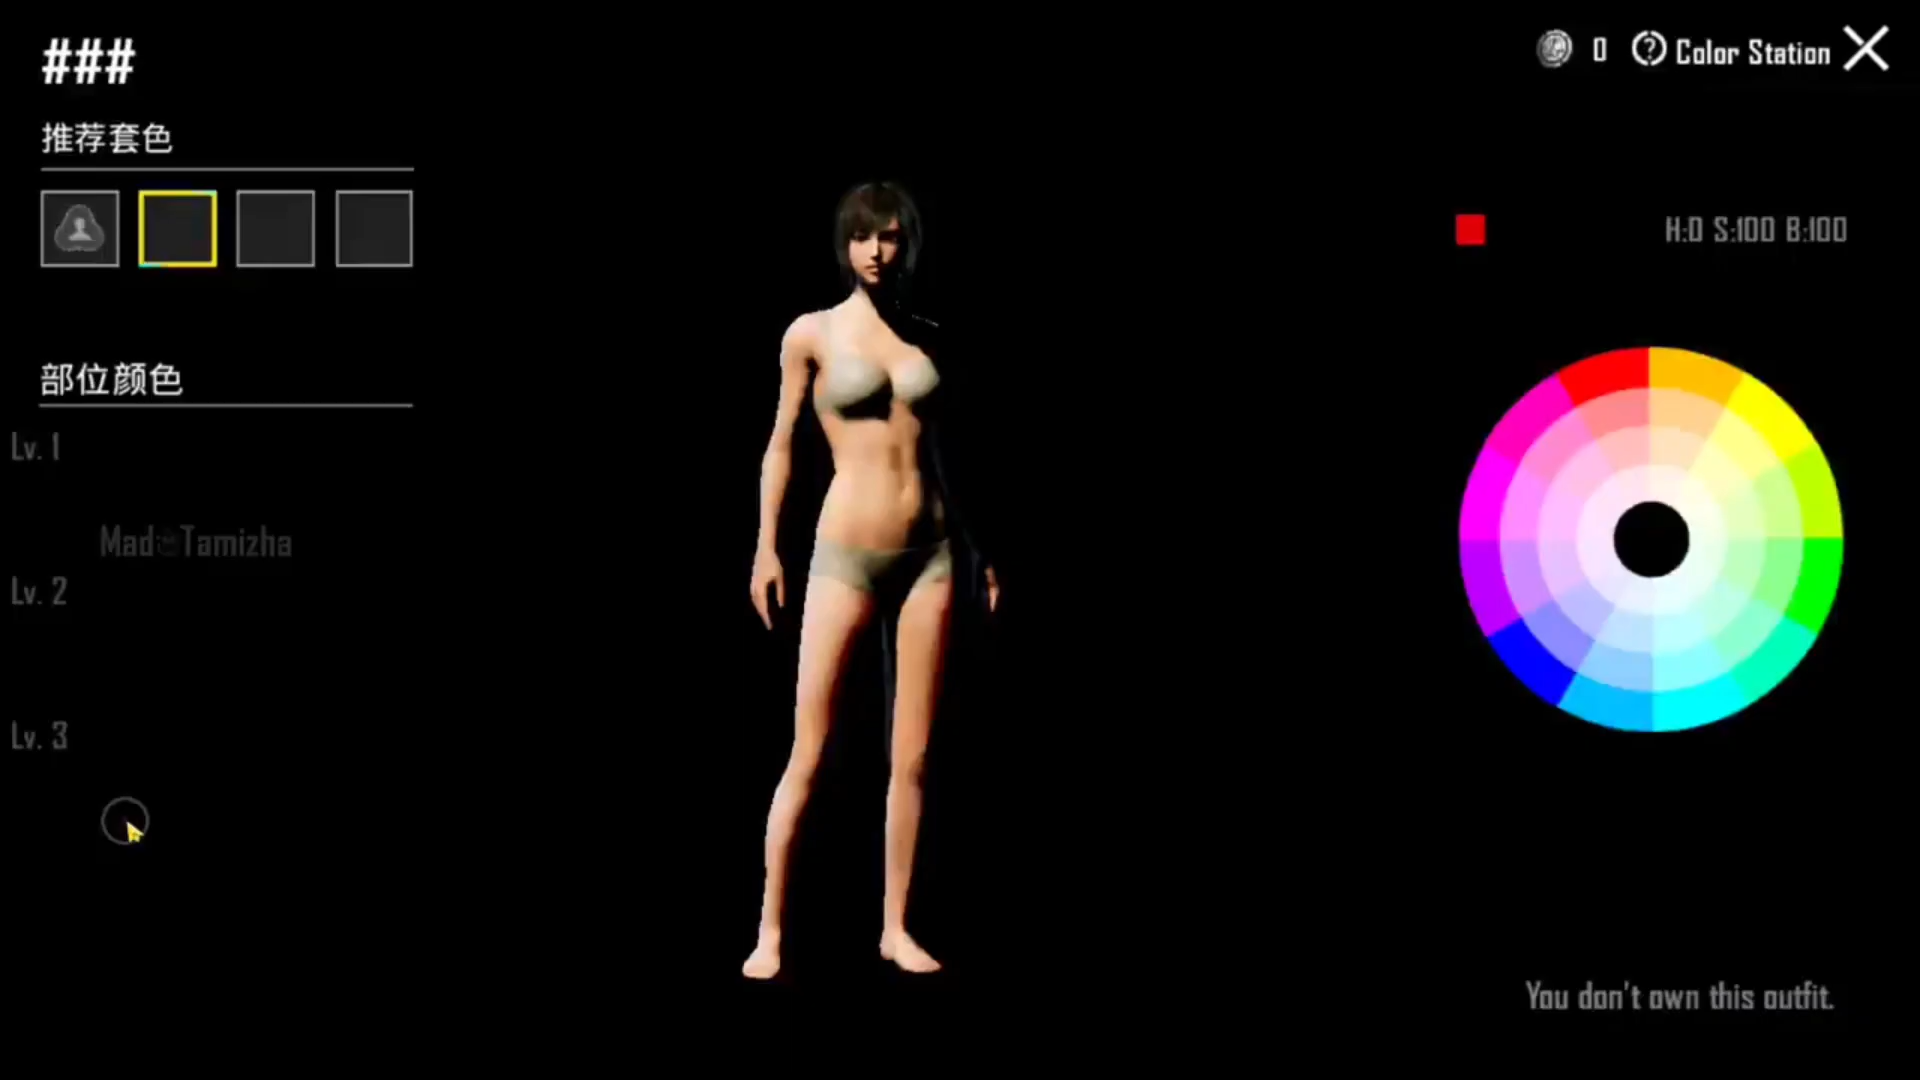 ###
0 ? Color Station
推荐套色
H:0 S:100 B:100
部位颜色
Lv. 1
Mad Tamizha
Lv. 2
Lv. 3
You don't own this outfit.